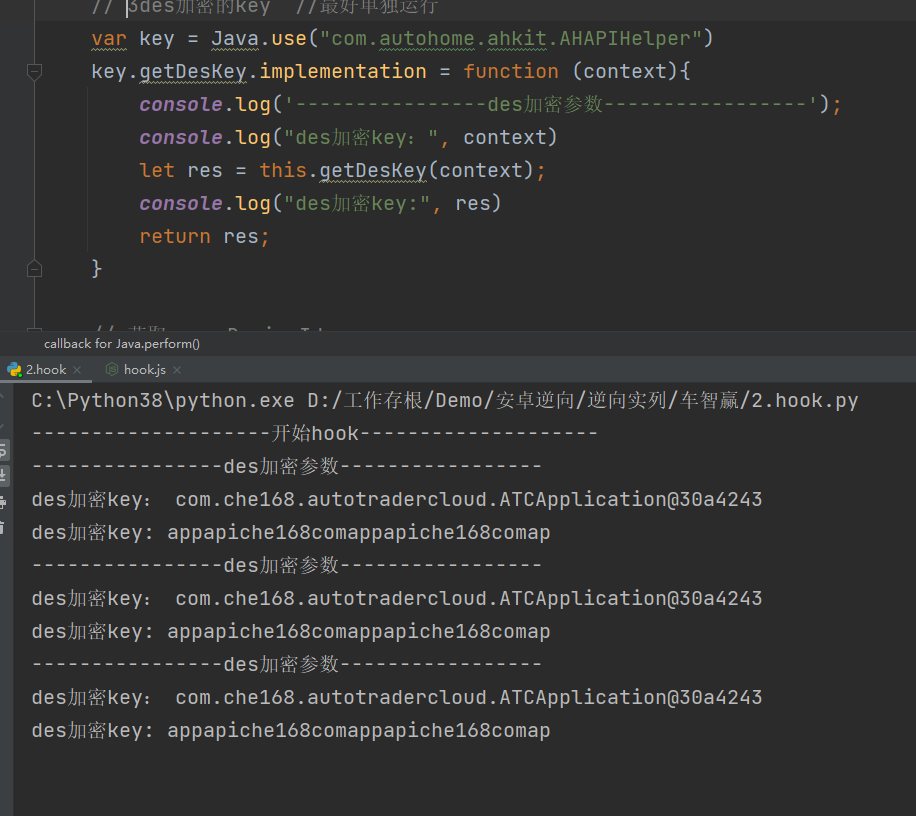 // 3des加密的key  //最好单独运行
var key = Java.use("com.autohome.ahkit.AHAPIHelper")
key.getDesKey.implementation = function (context){
console.log('----------------des加密参数-----------------');
console.log("des加密key: ", context)
let res = this.getDesKey(context);
console.log("des加密key:", res)
return res;
}
callback for Java.perform()
2.hook
hook.js
C:\Python38\python.exe D:/工作存根/Demo/安卓逆向/逆向实列/车智赢/2.hook.py
--------------------开始hook--------------------
----------------des加密参数-----------------
des加密key： com.che168.autotradercloud.ATCApplication@30a4243
des加密key: appapiche168comappapiche168comap
----------------des加密参数-----------------
des加密key： com.che168.autotradercloud.ATCApplication@30a4243
des加密key: appapiche168comappapiche168comap
----------------des加密参数-----------------
des加密key： com.che168.autotradercloud.ATCApplication@30a4243
des加密key: appapiche168comappapiche168comap